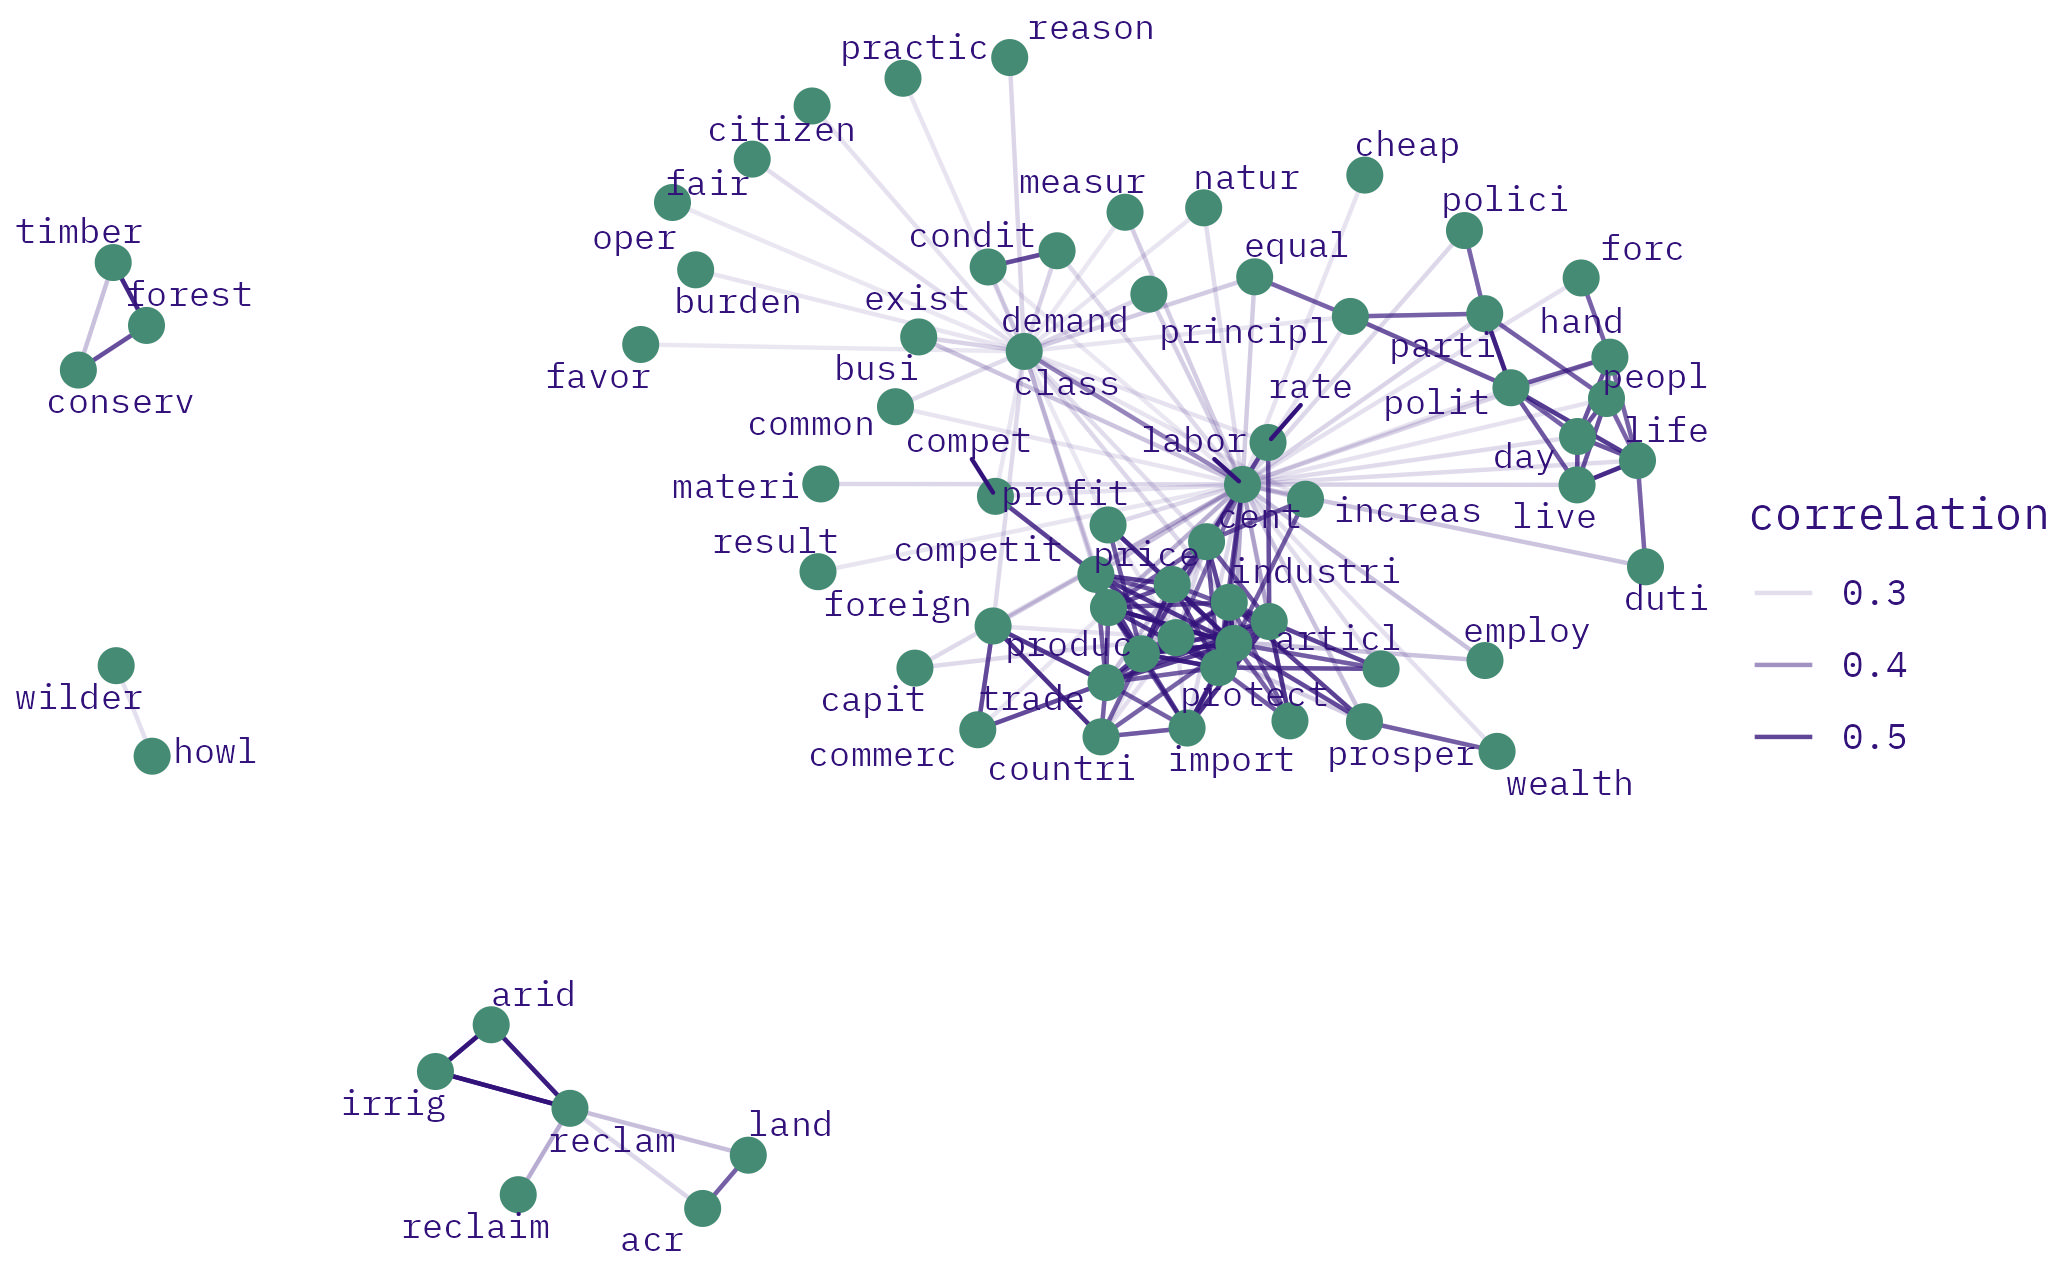 reason
practic
citizen
cheap
fair
measur
natur
polici
timber
oper
condit
equal
forc
forest
burden
exist
demand
principl
hand
parti
favor
busi
class
rate
peopl
conserv
common
compet
labor
polit
life
day
materi
profit
cent
increas
live
correlation
result
competit
price
industri
0.3
foreign
duti
produc
articl
employ
0.4
wilder
capit
trade
protect
howl
commerc
countri
import
prosper
0.5
wealth
arid
irrig
reclam
land
reclaim
acr